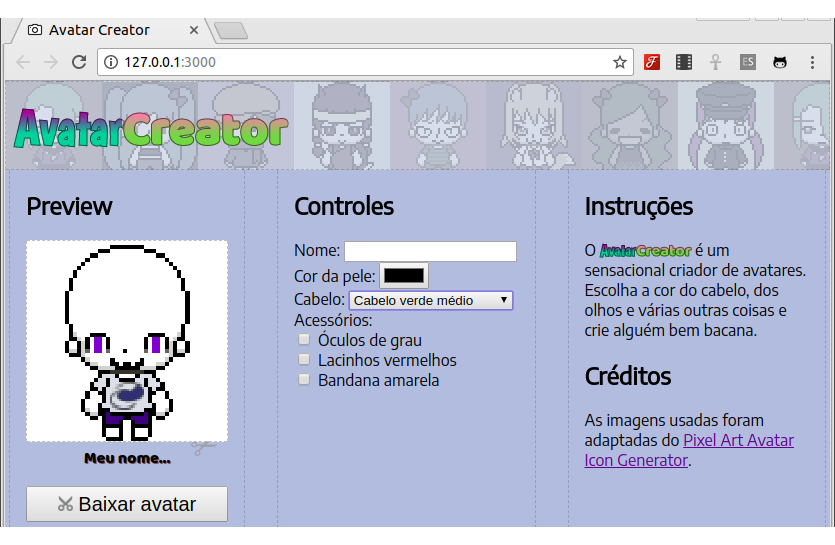 Avatar Creator
127.0.0.1:3000
ES
AvatarCreator
Preview
Meu nome...
Baixar avatar
Controles
Nome:
Cor da pele:
Cabelo: Cabelo verde médio
Acessórios:
Óculos de grau
Lacinhos vermelhos
Bandana amarela
Instruções
O AvatarCreator é um
sensacional criador de avatares.
Escolha a cor do cabelo, dos
olhos e várias outras coisas e
crie alguém bem bacana.
Créditos
As imagens usadas foram
adaptadas do Pixel Art Avatar
Icon Generator.